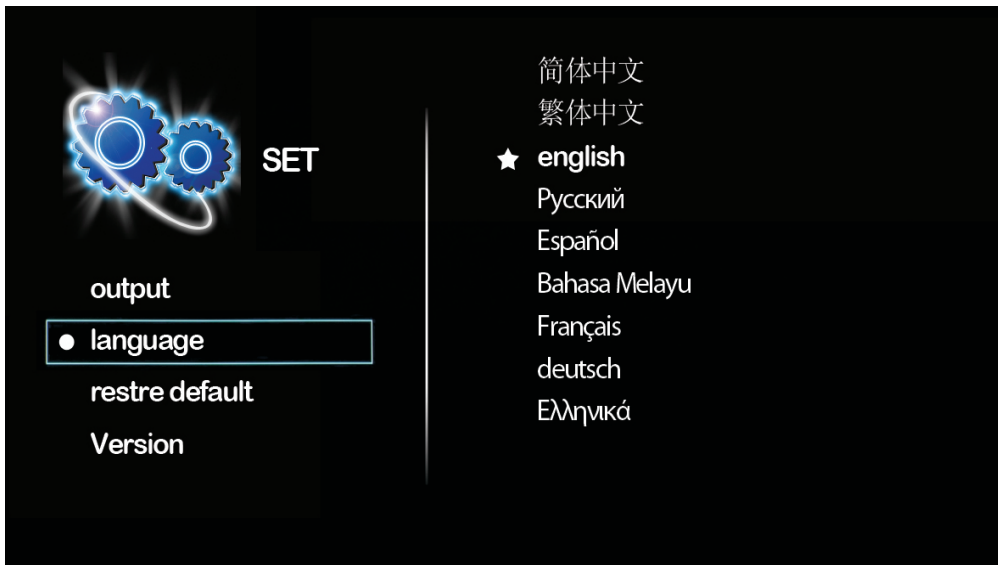 SET
output
language
restre default
Version
简体中文
繁体中文
english
Русский
Español
Bahasa Melayu
Français
deutsch
Ελληνικά